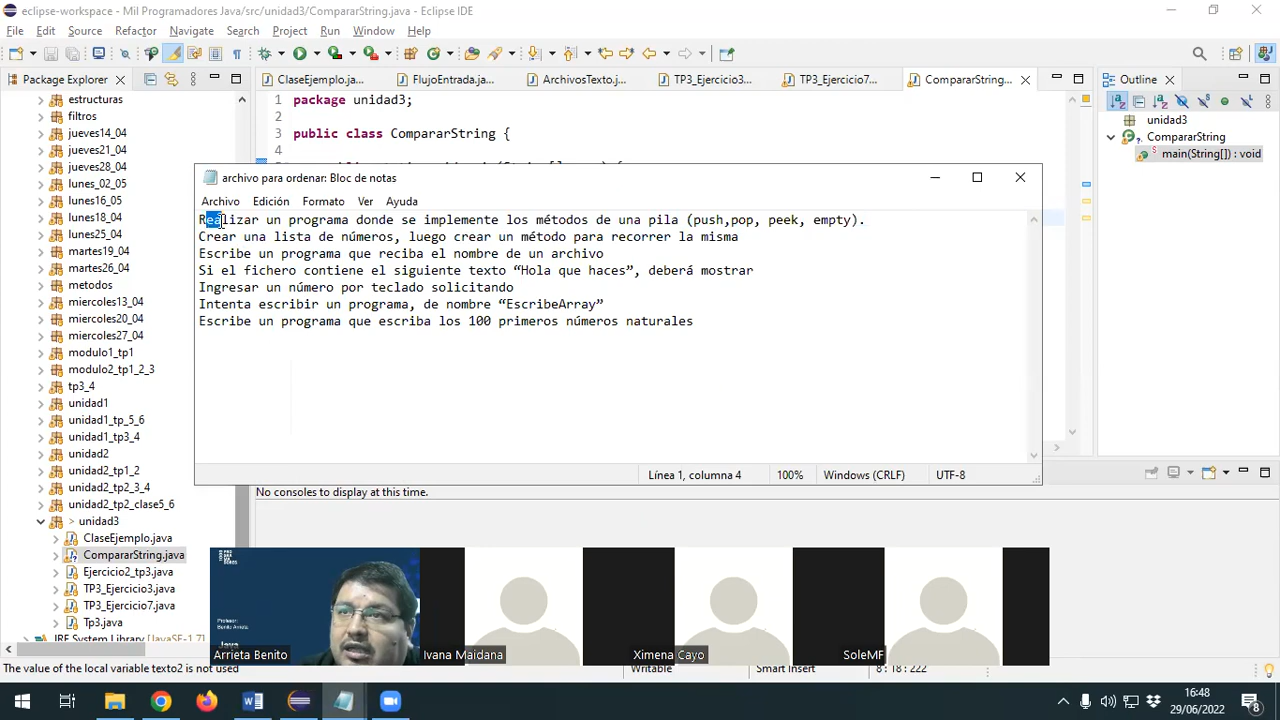 eclipse-workspace - Mil Programadores Java/src/unidad3/CompararString.java - Eclipse IDE
File Edit Source Refactor Navigate Search Project Run Window Help
Package Explorer
ClaseEjemplo.ja... FlujoEntrada.ja... ArchivosTexto.j... TP3_Ejercicio3... TP3_Ejercicio7... CompararString...
Outline
estructuras
filtros
jueves14_04
jueves21_04
jueves28_04
lunes_02_05
lunes16_05
lunes18_04
lunes25_04
martes19_04
martes26_04
metodos
miercoles13_04
miercoles20_04
miercoles27_04
modulo1_tp1
modulo2_tp1_2_3
tp3_4
unidad1
unidad1_tp_5_6
unidad1_tp3_4
unidad2
unidad2_tp1_2
unidad2_tp2_3_4
unidad2_tp2_clase5_6
> unidad3
ClaseEjemplo.java
CompararString.java
Ejercicio2_tp3.java
TP3_Ejercicio3.java
TP3_Ejercicio7.java
Tp3.java
JRE System Library [JavaSE-1.7]
1 package unidad3;
2
3 public class CompararString {
4
unidad3
CompararString
main(String[]) : void
archivo para ordenar: Bloc de notas
Archivo Edición Formato Ver Ayuda
Realizar un programa donde se implemente los métodos de una pila (push,pop, peek, empty).
Crear una lista de números, luego crear un método para recorrer la misma
Escribe un programa que reciba el nombre de un archivo
Si el fichero contiene el siguiente texto “Hola que haces”, deberá mostrar
Ingresar un número por teclado solicitando
Intenta escribir un programa, de nombre “EscribeArray”
Escribe un programa que escriba los 100 primeros números naturales
Línea 1, columna 4 100% Windows (CRLF) UTF-8
No consoles to display at this time.
Profesor:
Benito Arrieta
Java
Arrieta Benito
Ivana Maidana
Ximena Cayo
SoleMF
The value of the local variable texto2 is not used
Writable Smart Insert 8 : 18 : 222
16:48
29/06/2022
8